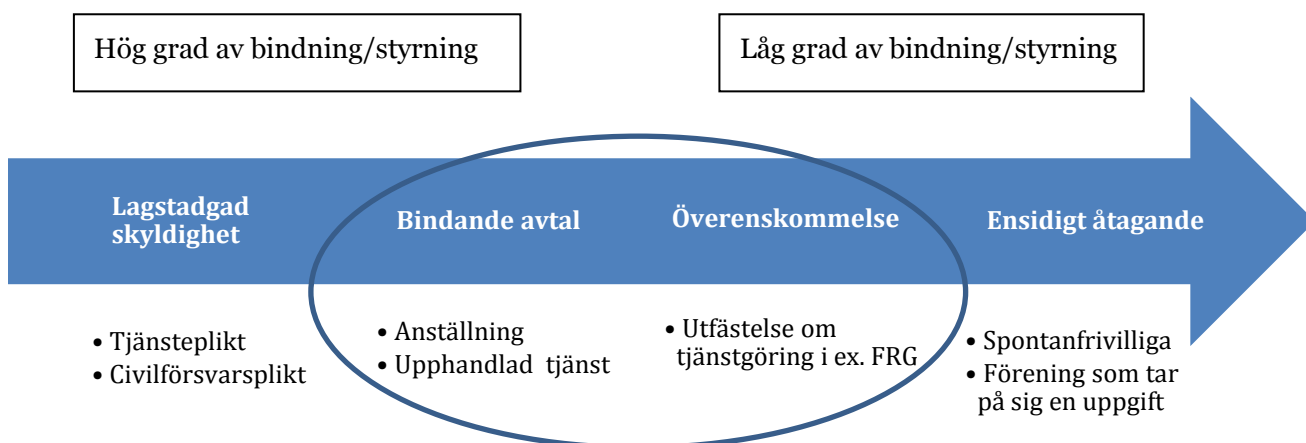 Hög grad av bindning/styrning
Låg grad av bindning/styrning
Lagstadgad
skyldighet
Bindande avtal
Överenskommelse
Ensidigt åtagande
• Tjänsteplikt
• Civilförsvarsplikt
• Anställning
• Upphandlad tjänst
• Utfästelse om
tjänstgöring i ex. FRG
• Spontanfrivilliga
• Förening som tar
på sig en uppgift